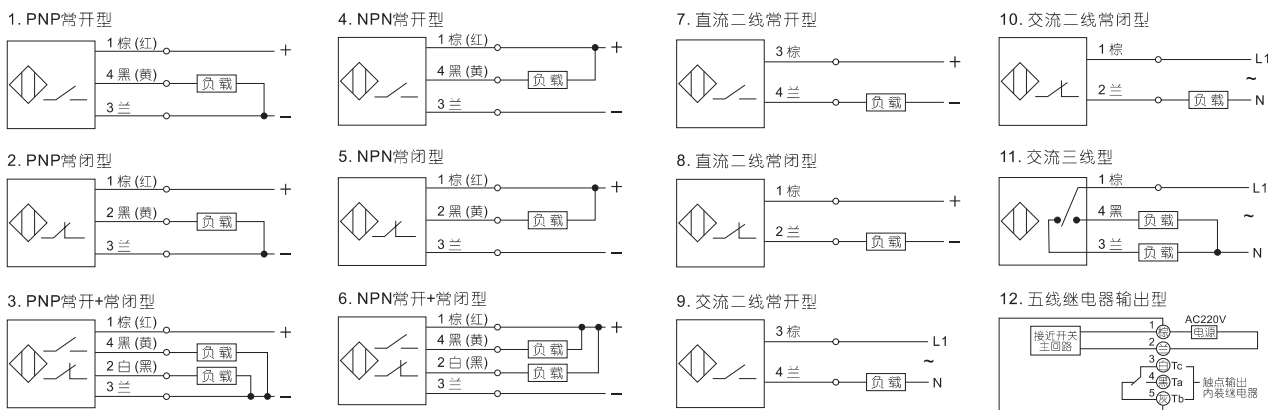 1. PNP常开型
1 棕 (红)
+
4 黑 (黄)
负 载
3 兰
−
2. PNP常闭型
1 棕 (红)
+
2 黑 (黄)
负 载
3 兰
−
3. PNP常开+常闭型
1 棕 (红)
+
4 黑 (黄)
负 载
2 白 (黑)
负 载
3 兰
−
4. NPN常开型
1 棕 (红)
+
4 黑 (黄)
负 载
3 兰
−
5. NPN常闭型
1 棕 (红)
+
2 黑 (黄)
负 载
3 兰
−
6. NPN常开+常闭型
1 棕 (红)
+
4 黑 (黄)
负 载
2 白 (黑)
负 载
3 兰
−
7. 直流二线常开型
3 棕
+
4 兰
负 载
−
8. 直流二线常闭型
1 棕
+
2 兰
负 载
−
9. 交流二线常开型
3 棕
L1
~
4 兰
负 载
N
10. 交流二线常闭型
1 棕
L1
~
2 兰
负 载
N
11. 交流三线型
1 棕
L1
~
4 黑
负 载
3 兰
负 载
N
12. 五线继电器输出型
AC220V
1 棕
电源
接近开关
主回路
2 兰
3 白 Tc
4 黑 Ta
触点输出
内装继电器
5 灰 Tb